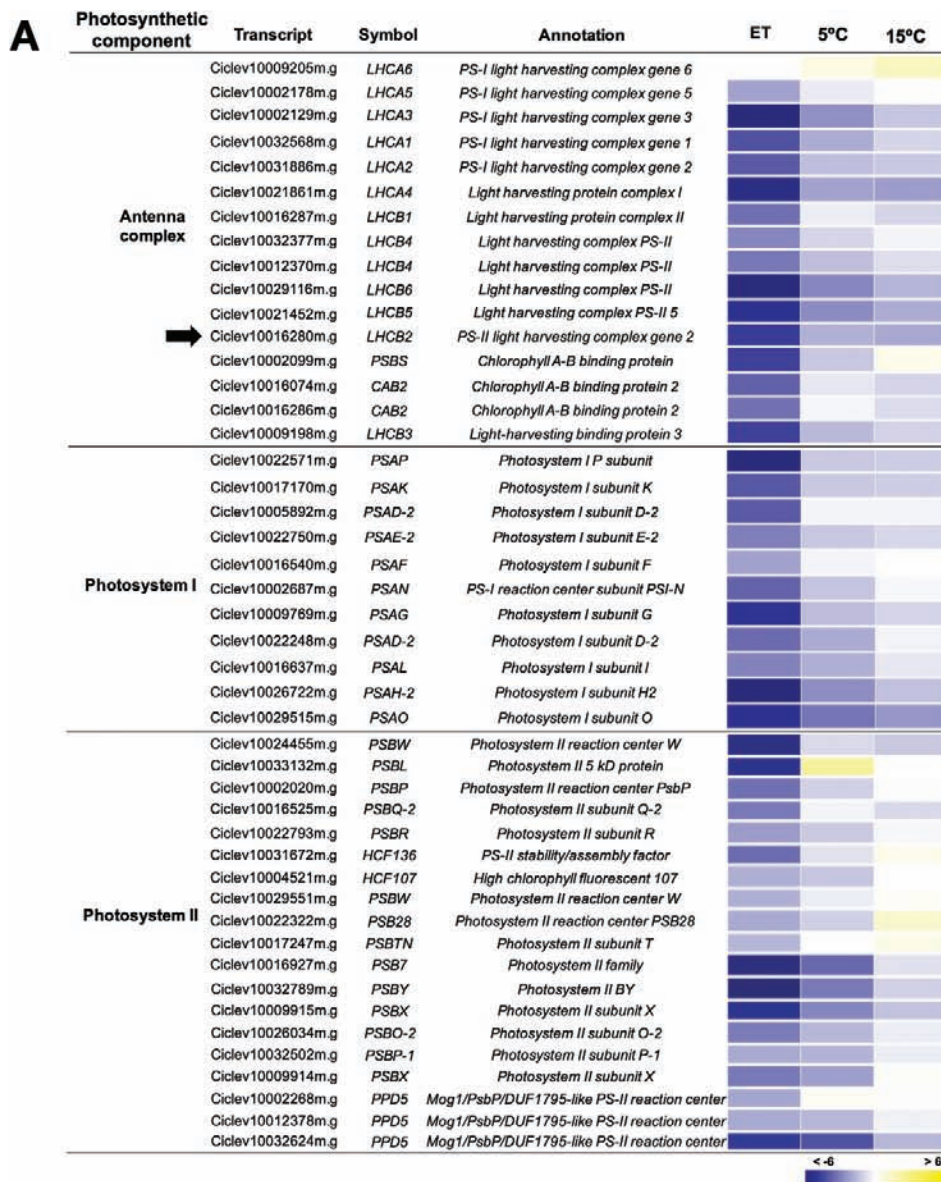 A
Photosynthetic component Transcript Symbol Annotation ET 5ºC 15ºC
Ciclev10009205m.g LHCA6 PS-I light harvesting complex gene 6
Ciclev10002178m.g LHCA5 PS-I light harvesting complex gene 5
Ciclev10002129m.g LHCA3 PS-I light harvesting complex gene 3
Ciclev10032568m.g LHCA1 PS-I light harvesting complex gene 1
Ciclev10031886m.g LHCA2 PS-I light harvesting complex gene 2
Ciclev10021861m.g LHCA4 Light harvesting protein complex I
Antenna complex
Ciclev10016287m.g LHCB1 Light harvesting protein complex II
Ciclev10032377m.g LHCB4 Light harvesting complex PS-II
Ciclev10012370m.g LHCB4 Light harvesting complex PS-II
Ciclev10029116m.g LHCB6 Light harvesting complex PS-II
Ciclev10021452m.g LHCB5 Light harvesting complex PS-II 5
Ciclev10016280m.g LHCB2 PS-II light harvesting complex gene 2
Ciclev10002099m.g PSBS Chlorophyll A-B binding protein
Ciclev10016074m.g CAB2 Chlorophyll A-B binding protein 2
Ciclev10016286m.g CAB2 Chlorophyll A-B binding protein 2
Ciclev10009198m.g LHCB3 Light-harvesting binding protein 3
Ciclev10022571m.g PSAP Photosystem I P subunit
Ciclev10017170m.g PSAK Photosystem I subunit K
Ciclev10005892m.g PSAD-2 Photosystem I subunit D-2
Ciclev10022750m.g PSAE-2 Photosystem I subunit E-2
Ciclev10016540m.g PSAF Photosystem I subunit F
Photosystem I Ciclev10002687m.g PSAN PS-I reaction center subunit PSI-N
Ciclev10009769m.g PSAG Photosystem I subunit G
Ciclev10022248m.g PSAD-2 Photosystem I subunit D-2
Ciclev10016637m.g PSAL Photosystem I subunit I
Ciclev10026722m.g PSAH-2 Photosystem I subunit H2
Ciclev10029515m.g PSAO Photosystem I subunit O
Ciclev10024455m.g PSBW Photosystem II reaction center W
Ciclev10033132m.g PSBL Photosystem II 5 kD protein
Ciclev10002020m.g PSBP Photosystem II reaction center PsbP
Ciclev10016525m.g PSBQ-2 Photosystem II subunit Q-2
Ciclev10022793m.g PSBR Photosystem II subunit R
Ciclev10031672m.g HCF136 PS-II stability/assembly factor
Ciclev10004521m.g HCF107 High chlorophyll fluorescent 107
Ciclev10029551m.g PSBW Photosystem II reaction center W
Photosystem II Ciclev10022322m.g PSB28 Photosystem II reaction center PSB28
Ciclev10017247m.g PSBTN Photosystem II subunit T
Ciclev10016927m.g PSB7 Photosystem II family
Ciclev10032789m.g PSBY Photosystem II BY
Ciclev10009915m.g PSBX Photosystem II subunit X
Ciclev10026034m.g PSBO-2 Photosystem II subunit O-2
Ciclev10032502m.g PSBP-1 Photosystem II subunit P-1
Ciclev10009914m.g PSBX Photosystem II subunit X
Ciclev10002268m.g PPD5 Mog1/PsbP/DUF1795-like PS-II reaction center
Ciclev10012378m.g PPD5 Mog1/PsbP/DUF1795-like PS-II reaction center
Ciclev10032624m.g PPD5 Mog1/PsbP/DUF1795-like PS-II reaction center
< -6 > 6